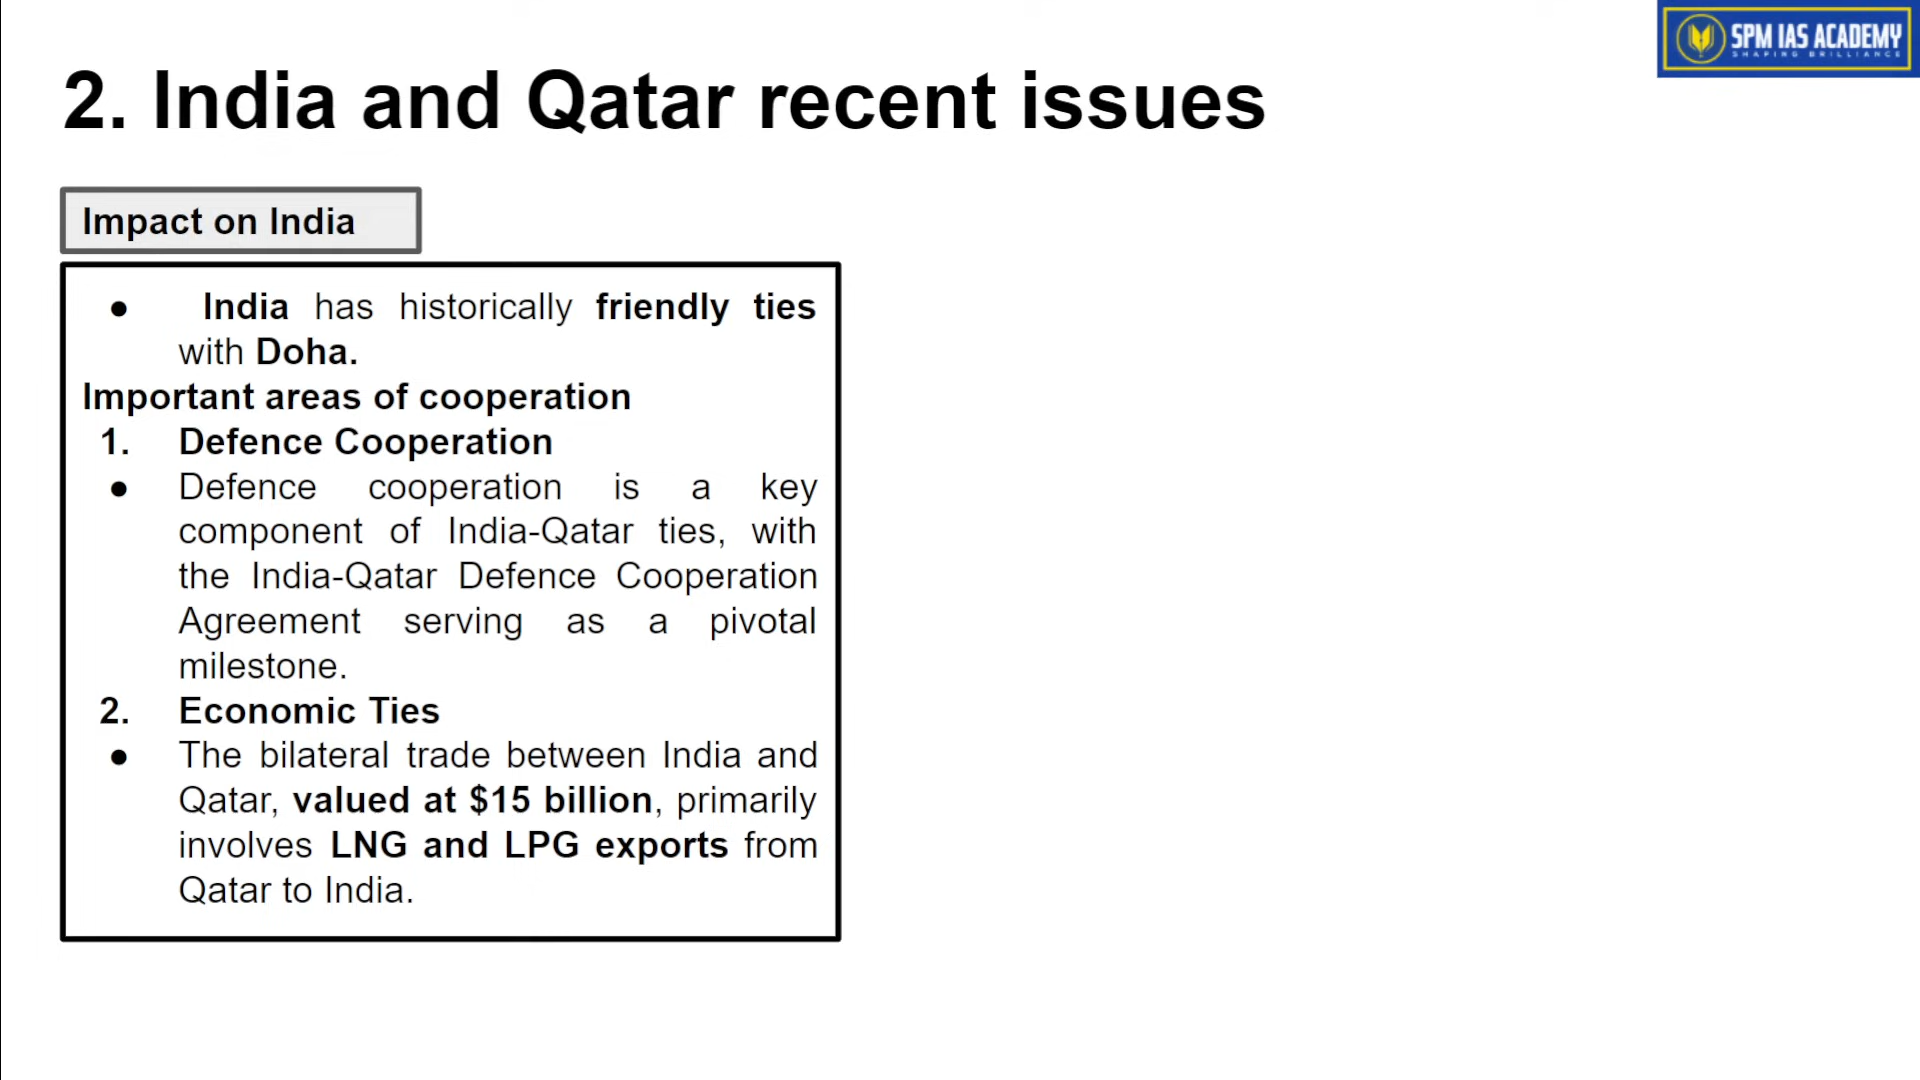 SPM IAS ACADEMY
SHAPING BRILLIANCE
2. India and Qatar recent issues
Impact on India
● India has historically friendly ties
with Doha.
Important areas of cooperation
1. Defence Cooperation
● Defence cooperation is a key
component of India-Qatar ties, with
the India-Qatar Defence Cooperation
Agreement serving as a pivotal
milestone.
2. Economic Ties
● The bilateral trade between India and
Qatar, valued at $15 billion, primarily
involves LNG and LPG exports from
Qatar to India.